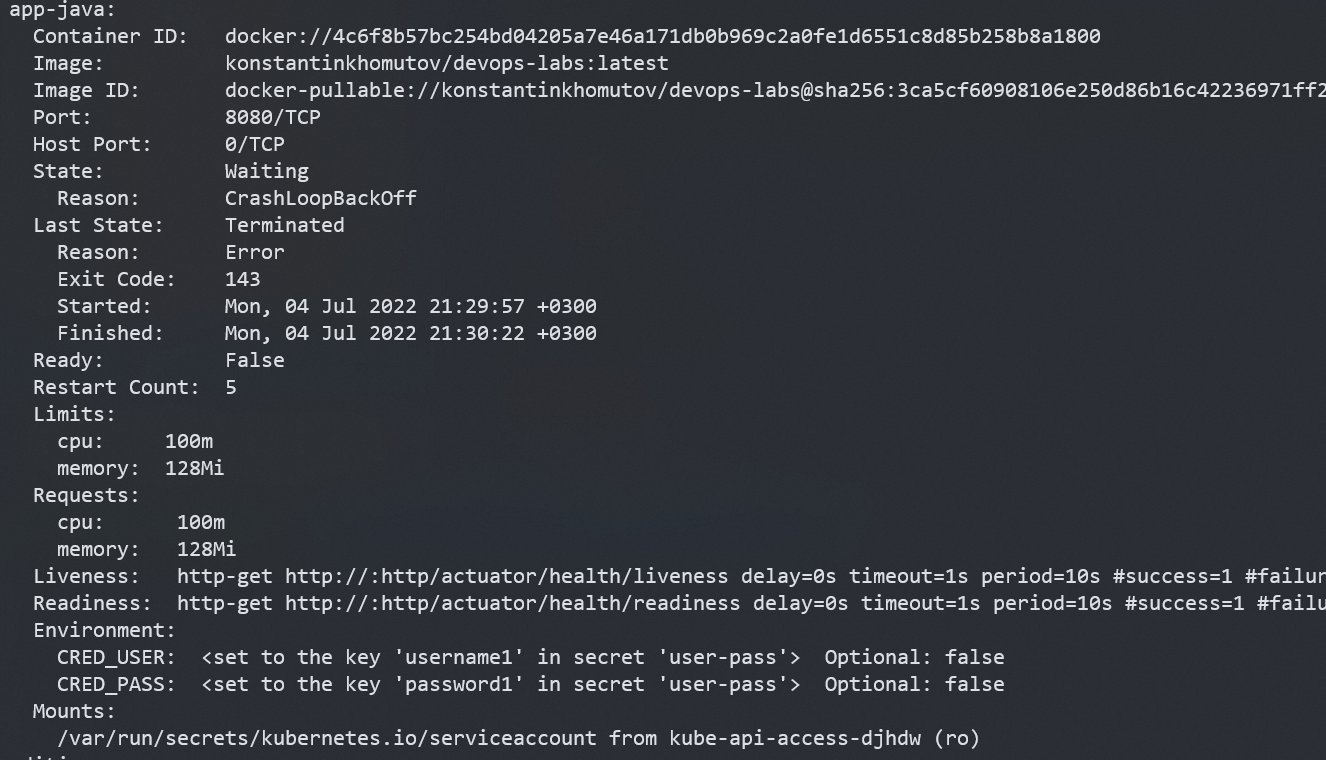 app-java:
Container ID: docker://4c6f8b57bc254bd04205a7e46a171db0b969c2a0fe1d6551c8d85b258b8a1800
Image: konstantinkhomutov/devops-labs:latest
Image ID: docker-pullable://konstantinkhomutov/devops-labs@sha256:3ca5cf60908106e250d86b16c42236971ff2
Port: 8080/TCP
Host Port: 0/TCP
State: Waiting
Reason: CrashLoopBackOff
Last State: Terminated
Reason: Error
Exit Code: 143
Started: Mon, 04 Jul 2022 21:29:57 +0300
Finished: Mon, 04 Jul 2022 21:30:22 +0300
Ready: False
Restart Count: 5
Limits:
cpu: 100m
memory: 128Mi
Requests:
cpu: 100m
memory: 128Mi
Liveness: http-get http://:http/actuator/health/liveness delay=0s timeout=1s period=10s #success=1 #failur
Readiness: http-get http://:http/actuator/health/readiness delay=0s timeout=1s period=10s #success=1 #failu
Environment:
CRED_USER: <set to the key 'username1' in secret 'user-pass'> Optional: false
CRED_PASS: <set to the key 'password1' in secret 'user-pass'> Optional: false
Mounts:
/var/run/secrets/kubernetes.io/serviceaccount from kube-api-access-djhdw (ro)